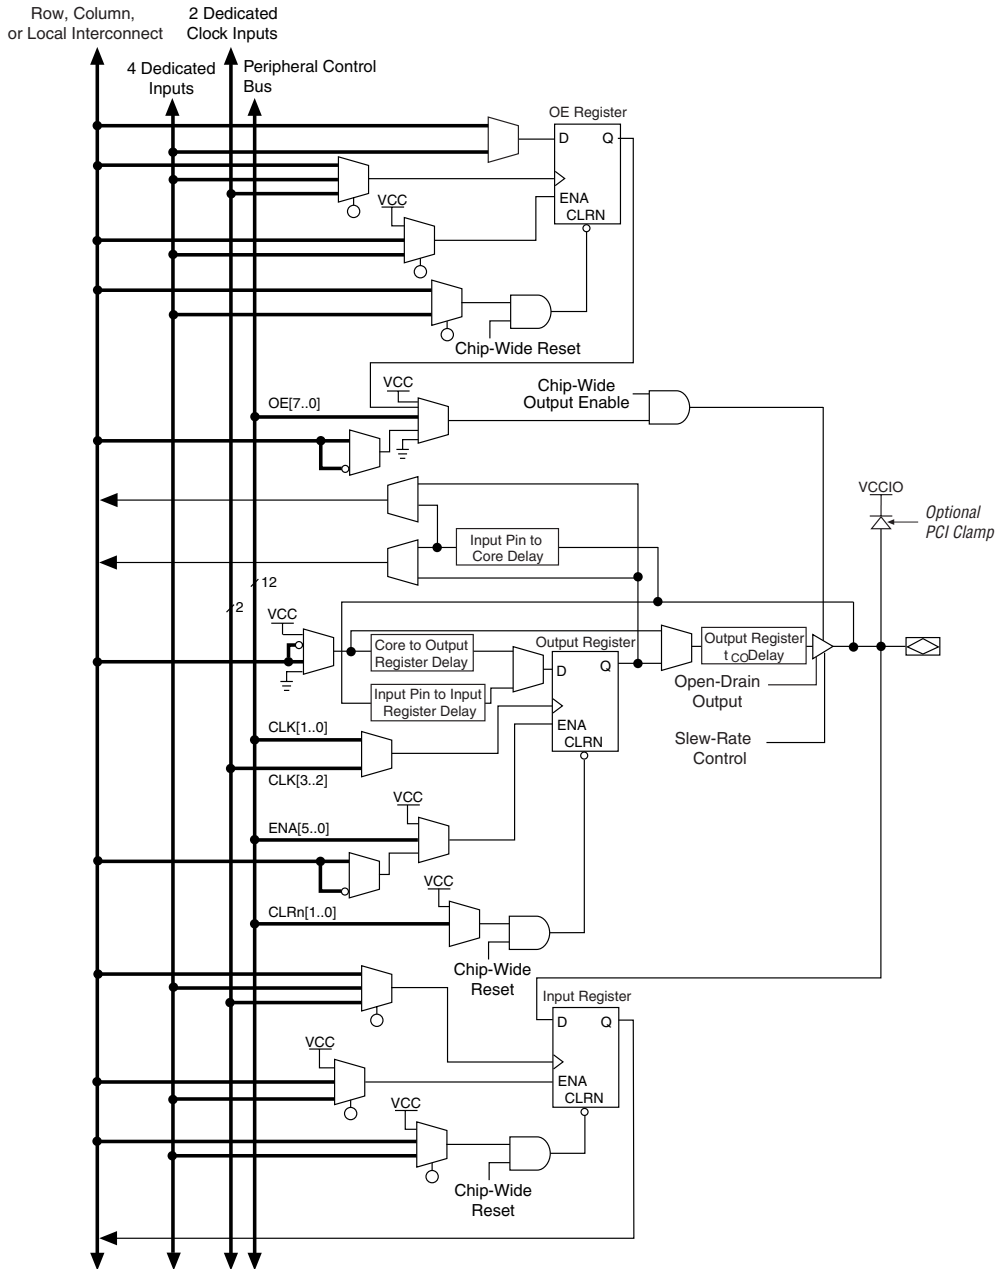 Row, Column,
or Local Interconnect
2 Dedicated
Clock Inputs
4 Dedicated
Inputs
Peripheral Control
Bus
OE Register
D
Q
ENA
CLRN
VCC
Chip-Wide Reset
VCC
OE[7..0]
Chip-Wide
Output Enable
VCCIO
Optional
PCI Clamp
Input Pin to
Core Delay
12
2
VCC
Core to Output
Register Delay
Input Pin to Input
Register Delay
Output Register
D
Q
ENA
CLRN
Output Register
t CO Delay
Open-Drain
Output
Slew-Rate
Control
CLK[1..0]
CLK[3..2]
VCC
ENA[5..0]
VCC
CLRn[1..0]
Chip-Wide
Reset
Input Register
D
Q
ENA
CLRN
VCC
VCC
Chip-Wide
Reset